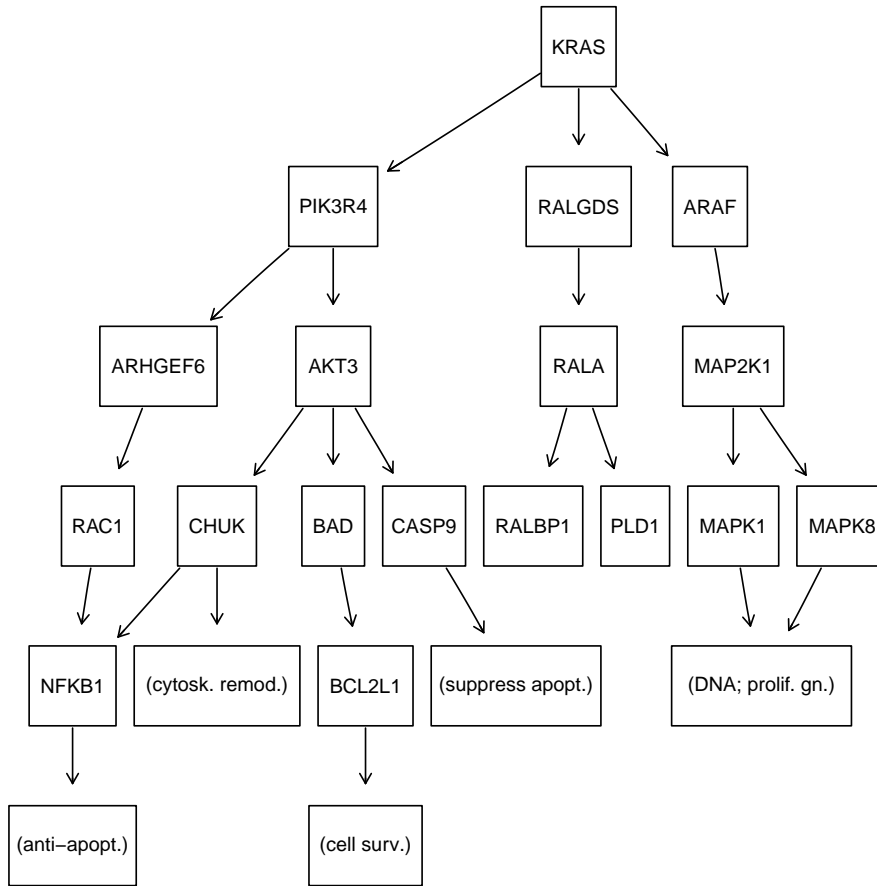 KRAS
PIK3R4
RALGDS
ARAF
ARHGEF6
AKT3
RALA
MAP2K1
RAC1
CHUK
BAD
CASP9
RALBP1
PLD1
MAPK1
MAPK8
NFKB1
(cytosk. remod.)
BCL2L1
(suppress apopt.)
(DNA; prolif. gn.)
(anti−apopt.)
(cell surv.)